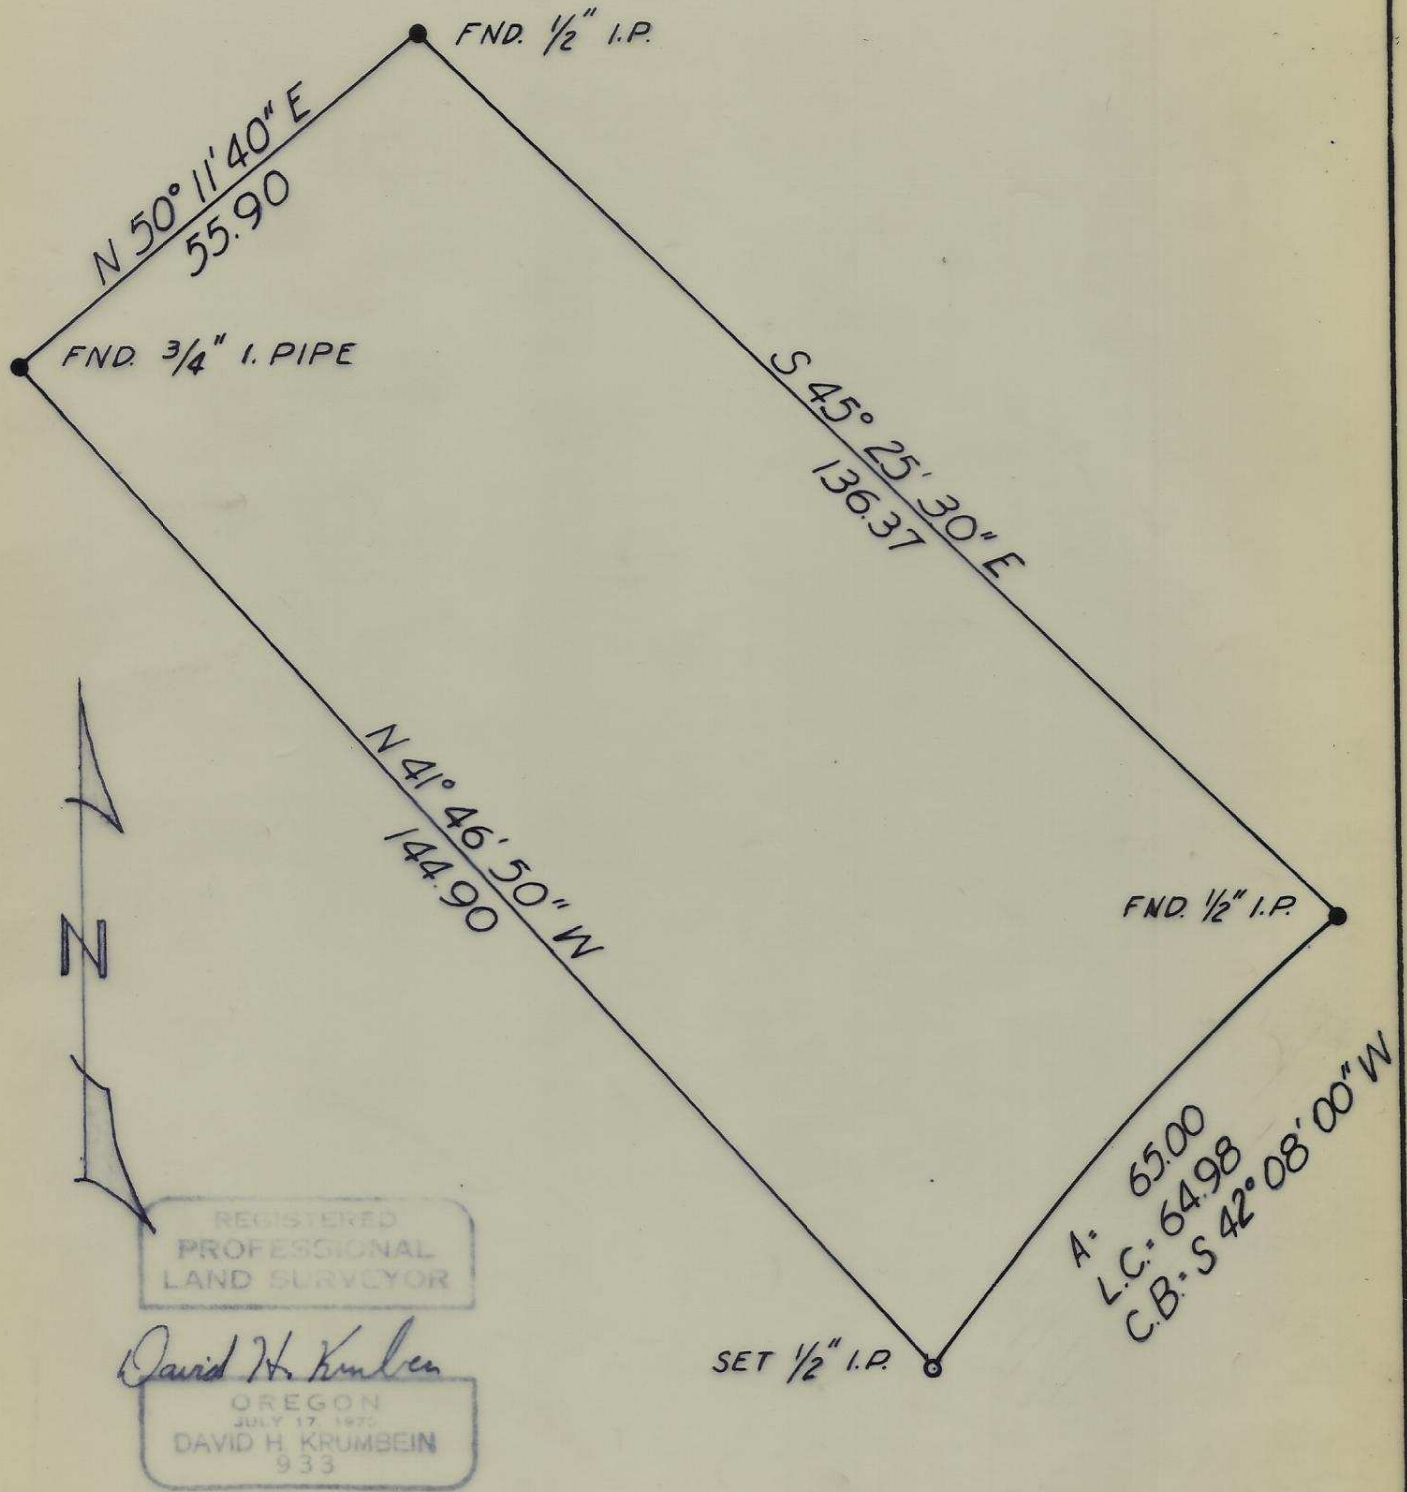 FND. 1/2" I.P.
N 50° 11' 40" E
55.90
FND. 3/4" I. PIPE
S 45° 25' 30" E
136.37
N 41° 46' 50" W
144.90
FND. 1/2" I.P.
A= 65.00
L.C.= 64.98
C.B.= S 42° 08' 00" W
SET 1/2" I.P.
N
REGISTERED
PROFESSIONAL
LAND SURVEYOR
David H. Krumbein
OREGON
JULY 17,
DAVID H. KRUMBEIN
933